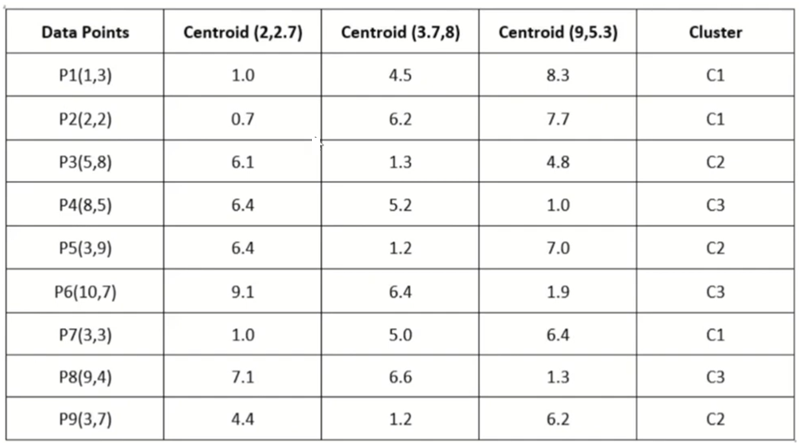 Data Points Centroid (2,2.7) Centroid (3.7,8) Centroid (9,5.3) Cluster
P1(1,3) 1.0 4.5 8.3 C1
P2(2,2) 0.7 6.2 7.7 C1
P3(5,8) 6.1 1.3 4.8 C2
P4(8,5) 6.4 5.2 1.0 C3
P5(3,9) 6.4 1.2 7.0 C2
P6(10,7) 9.1 6.4 1.9 C3
P7(3,3) 1.0 5.0 6.4 C1
P8(9,4) 7.1 6.6 1.3 C3
P9(3,7) 4.4 1.2 6.2 C2